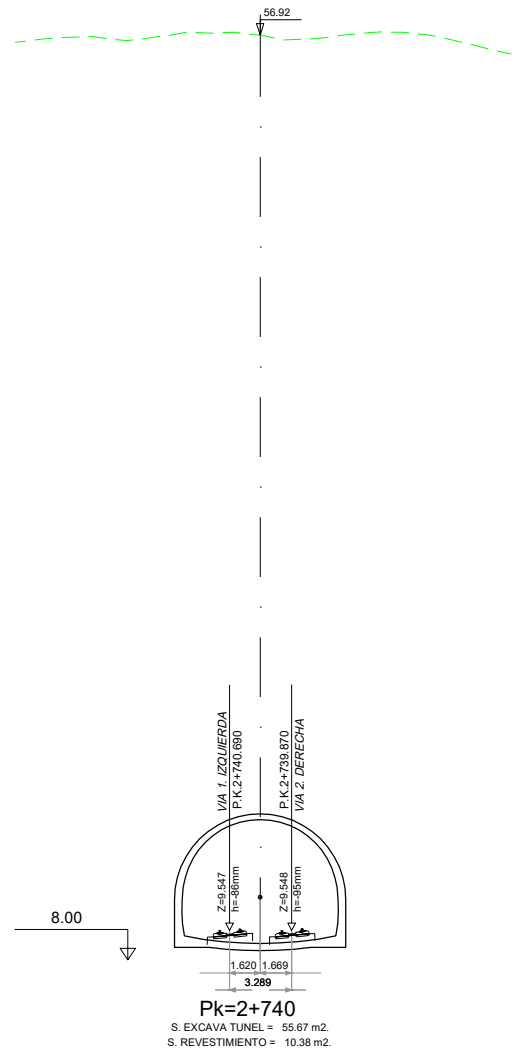 56.92
VIA 1. IZQUIERDA
P.K.2+740.690
P.K.2+739.870
VIA 2. DERECHA
Z=9.547
h=-86mm
Z=9.548
h=-95mm
8.00
1.620
1.669
3.289
Pk=2+740
S. EXCAVA TUNEL = 55.67 m2.
S. REVESTIMIENTO = 10.38 m2.